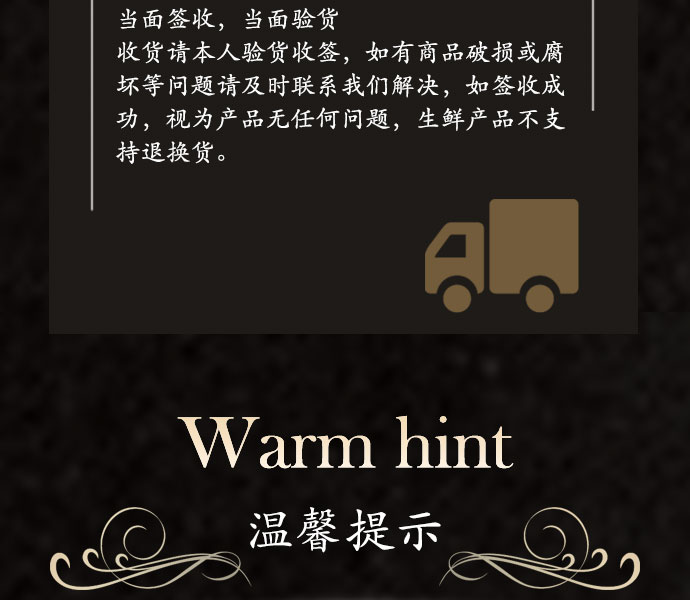 当面签收，当面验货
收货请本人验货收签，如有商品破损或腐
坏等问题请及时联系我们解决，如签收成
功，视为产品无任何问题，生鲜产品不支
持退换货。
Warm hint
温馨提示